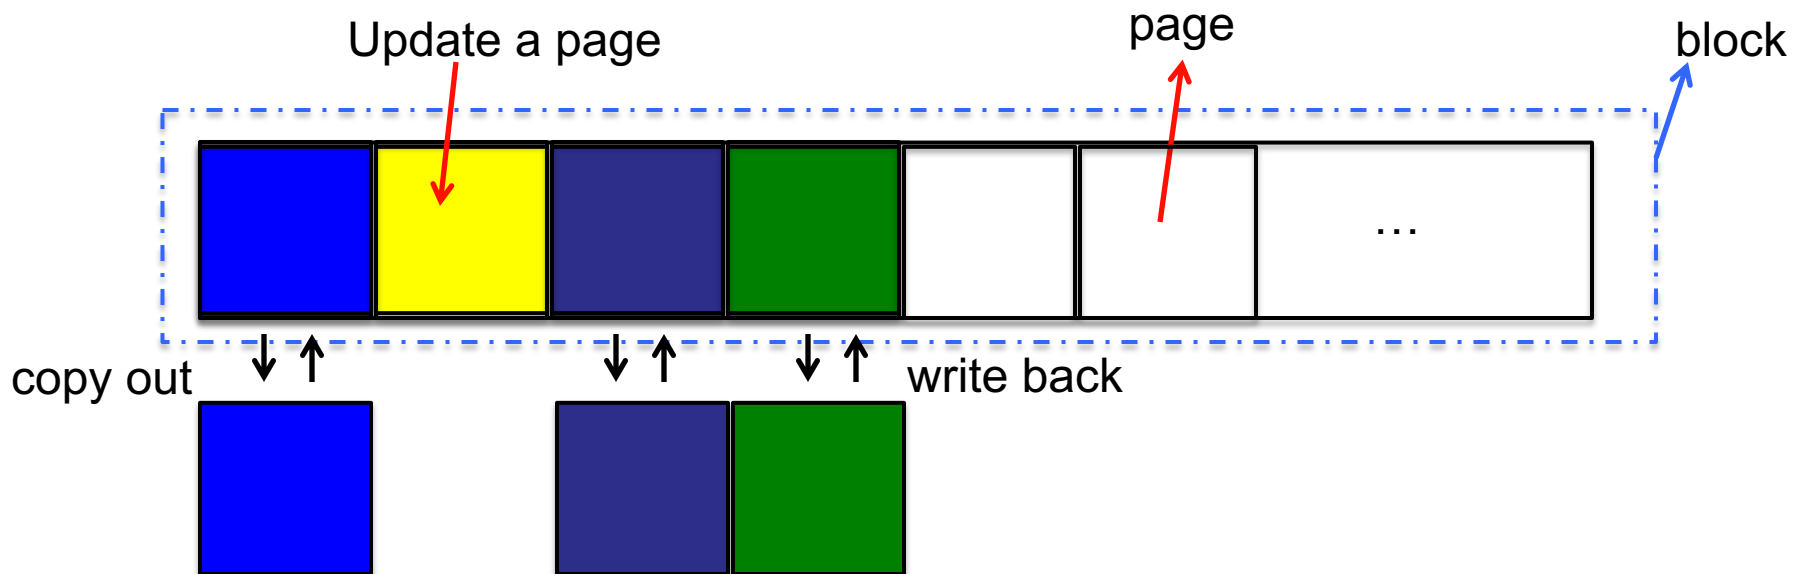 Update a page
page
block
...
copy out
write back